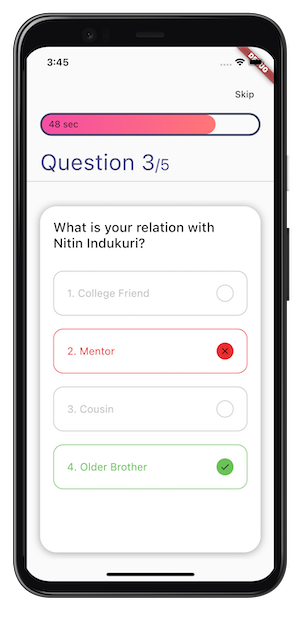 3:45
DEBUG
Skip
48 sec
Question 3/5
What is your relation with
Nitin Indukuri?
1. College Friend
2. Mentor
3. Cousin
4. Older Brother